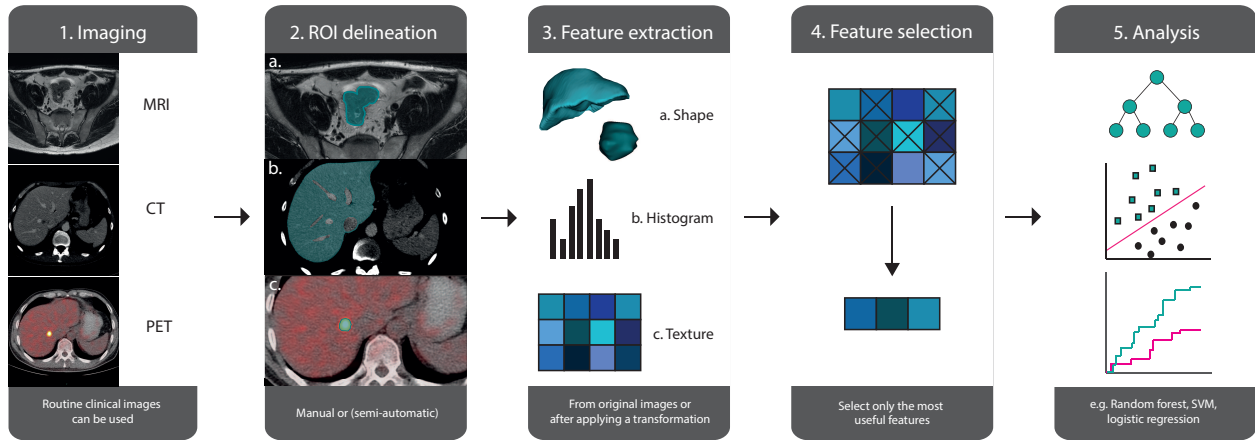 1. Imaging
MRI
CT
PET
Routine clinical images
can be used
2. ROI delineation
a.
b.
c.
Manual or (semi-automatic)
3. Feature extraction
a. Shape
b. Histogram
c. Texture
From original images or
after applying a transformation
4. Feature selection
Select only the most
useful features
5. Analysis
e.g. Random forest, SVM,
logistic regression